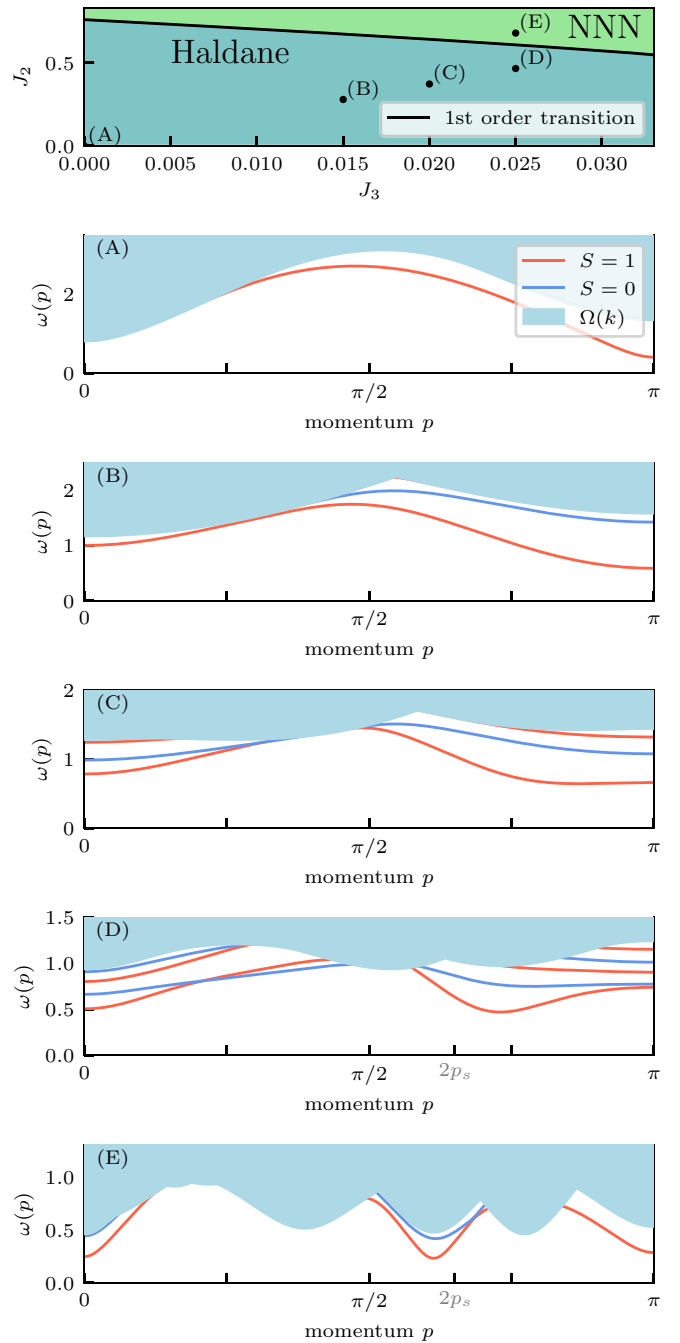 NNN
(E)
Haldane
(D)
(C)
(B)
(A)
1st order transition
J₂
0.5
0.0
0.000 0.005 0.010 0.015 0.020 0.025 0.030
J₃
(A)
S = 1
S = 0
Ω(k)
ω(p)
2
0
0 π/2 π
momentum p
(B)
ω(p)
2
1
0
0 π/2 π
momentum p
(C)
ω(p)
2
1
0
0 π/2 π
momentum p
(D)
ω(p)
1.5
1.0
0.5
0.0
0 π/2 2pₛ π
momentum p
(E)
ω(p)
1.0
0.5
0.0
0 π/2 2pₛ π
momentum p